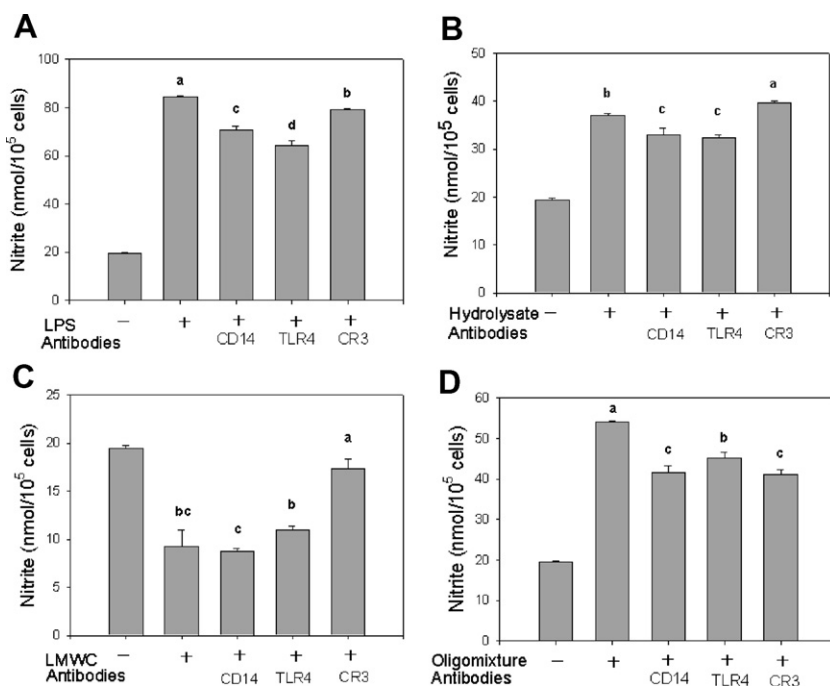 A
Nitrite (nmol/10⁵ cells)
100
80
60
40
20
0
a
c
d
b
LPS − + + + +
Antibodies CD14 TLR4 CR3
B
Nitrite (nmol/10⁵ cells)
50
40
30
20
10
0
b
c
c
a
Hydrolysate − + + + +
Antibodies CD14 TLR4 CR3
C
Nitrite (nmol/10⁵ cells)
25
20
15
10
5
0
bc
c
b
a
LMWC − + + + +
Antibodies CD14 TLR4 CR3
D
Nitrite (nmol/10⁵ cells)
60
50
40
30
20
10
0
a
c
b
c
Oligomixture − + + + +
Antibodies CD14 TLR4 CR3